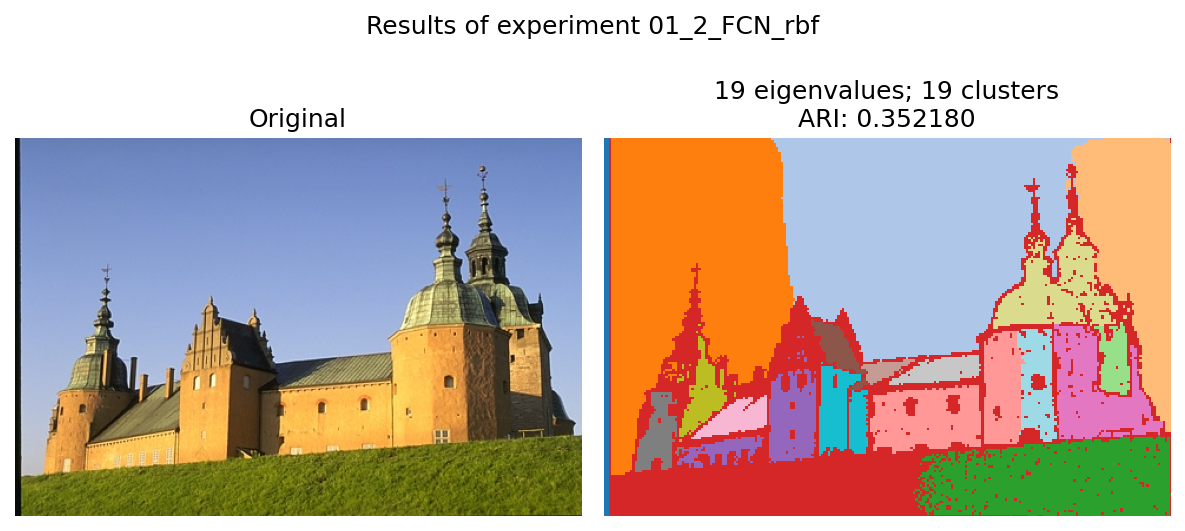 Results of experiment 01_2_FCN_rbf
Original
19 eigenvalues; 19 clusters
ARI: 0.352180